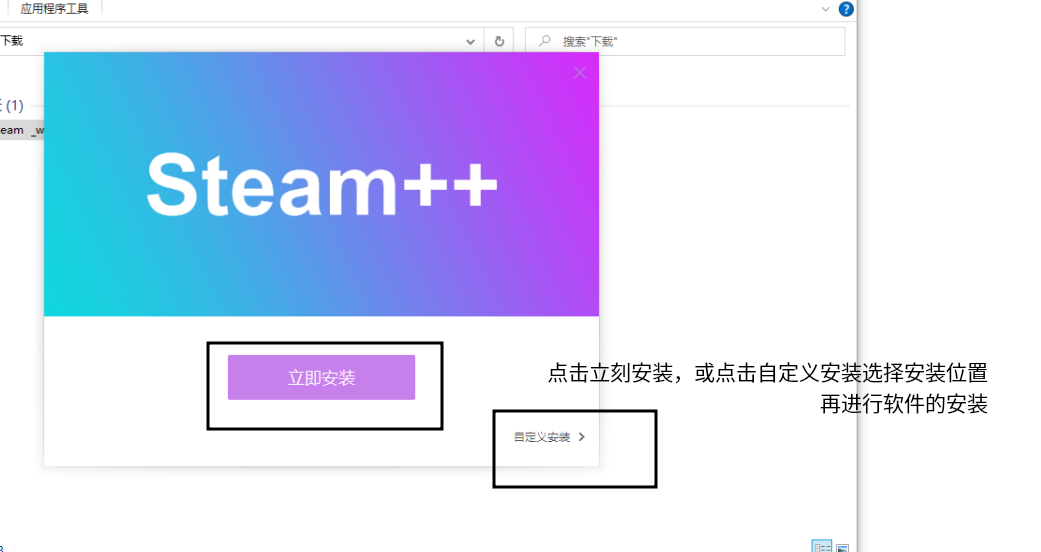 应用程序工具
下载
搜索"下载"
(1)
eam _w
Steam++
立即安装
点击立刻安装，或点击自定义安装选择安装位置
再进行软件的安装
自定义安装